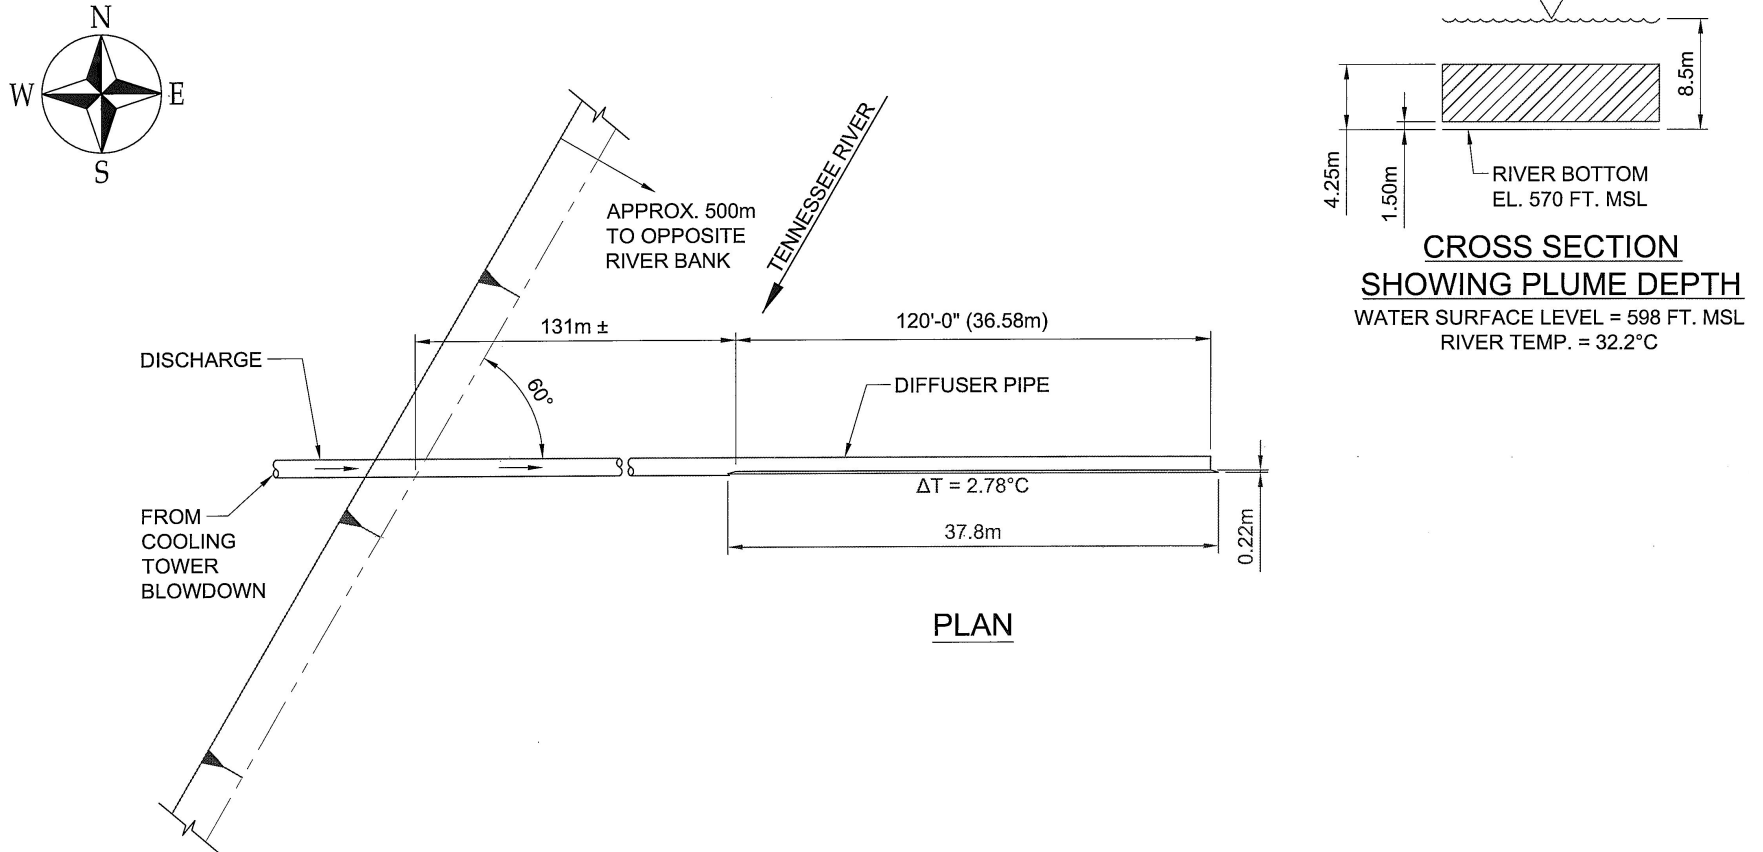 N
W
E
S
APPROX. 500m
TO OPPOSITE
RIVER BANK
TENNESSEE RIVER
131m ±
120'-0" (36.58m)
DISCHARGE
60°
DIFFUSER PIPE
ΔT = 2.78°C
37.8m
0.22m
FROM
COOLING
TOWER
BLOWDOWN
PLAN
8.5m
4.25m
1.50m
RIVER BOTTOM
EL. 570 FT. MSL
CROSS SECTION
SHOWING PLUME DEPTH
WATER SURFACE LEVEL = 598 FT. MSL
RIVER TEMP. = 32.2°C